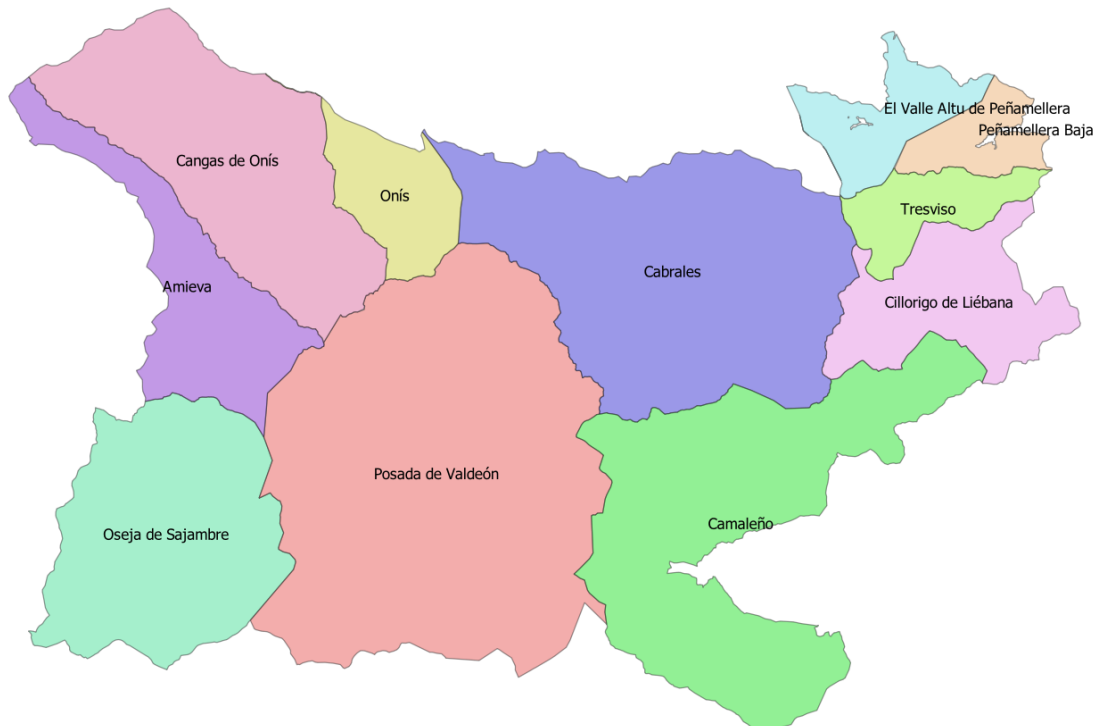 El Valle Altu de Peñamellera
Peñamellera Baja
Cangas de Onís
Onís
Tresviso
Cabrales
Amieva
Cillorigo de Liébana
Posada de Valdeón
Camaleño
Oseja de Sajambre